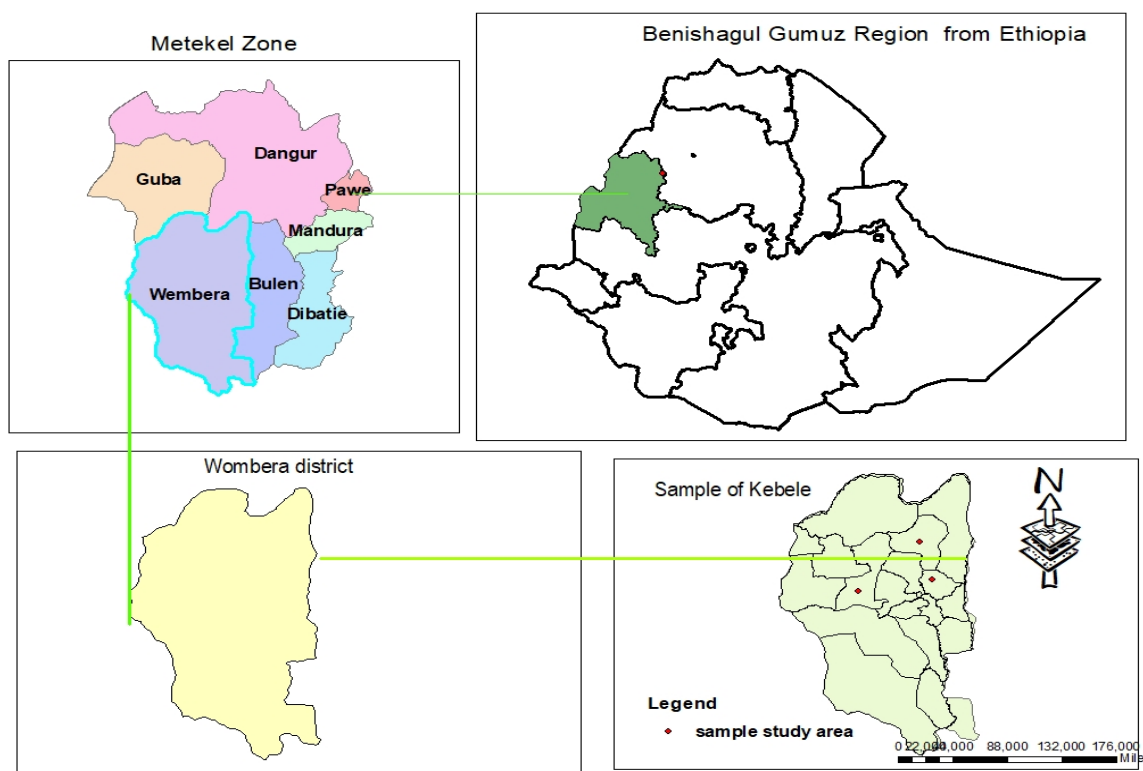 Metekel Zone
Benishagul Gumuz Region from Ethiopia
Dangur
Guba
Pawe
Mandura
Wembera
Bulen
Dibatie
Wombera district
Sample of Kebele
N
Legend
sample study area
88,000 132,000 176,000